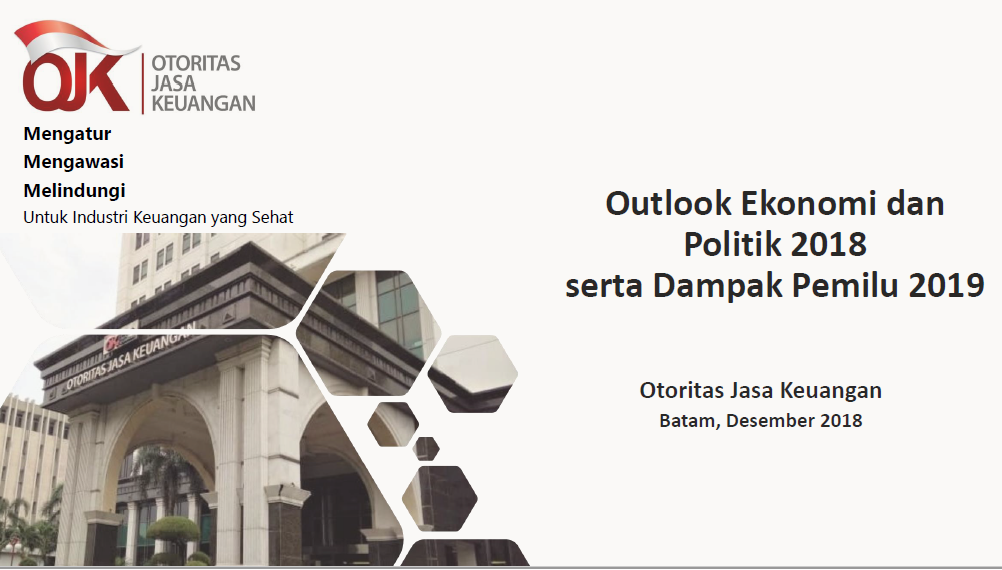 OJK
OTORITAS
JASA
KEUANGAN
Mengatur
Mengawasi
Melindungi
Untuk Industri Keuangan yang Sehat
Outlook Ekonomi dan
Politik 2018
serta Dampak Pemilu 2019
Otoritas Jasa Keuangan
Batam, Desember 2018
OTORITAS JASA KEUANGAN